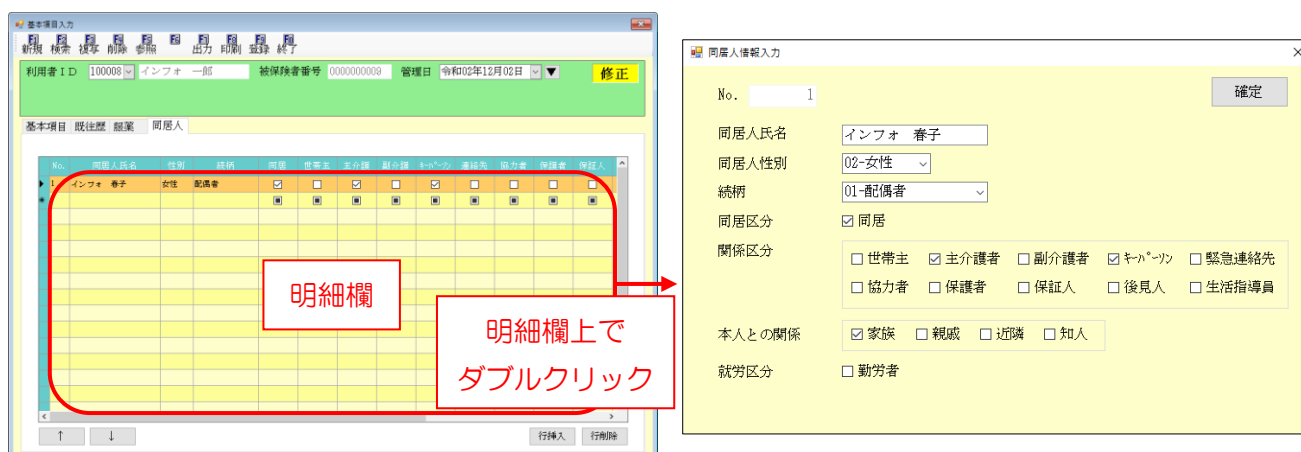 基本項目入力
F1 F2 F3 F4 F5 F6 F7 F8 F9
新規 検索 複写 削除 参照 出力 印刷 登録 終了
利用者ID 100008 インフォ 一郎 被保険者番号 0000000003 管理日 令和02年12月02日 ▼ 修正
基本項目 既往歴 服薬 同居人
No. 同居人氏名 性別 続柄 同居 世帯主 主介護 副介護 ｷｰﾊﾟｰｿﾝ 連絡先 協力者 保護者 保証人
1 インフォ 春子 女性 配偶者
明細欄
明細欄上で
ダブルクリック
↑ ↓ 行挿入 行削除
同居人情報入力
No. 1 確定
同居人氏名 インフォ 春子
同居人性別 02-女性
続柄 01-配偶者
同居区分 同居
関係区分 世帯主 主介護者 副介護者 ｷｰﾊﾟｰｿﾝ 緊急連絡先
協力者 保護者 保証人 後見人 生活指導員
本人との関係 家族 親戚 近隣 知人
就労区分 勤労者